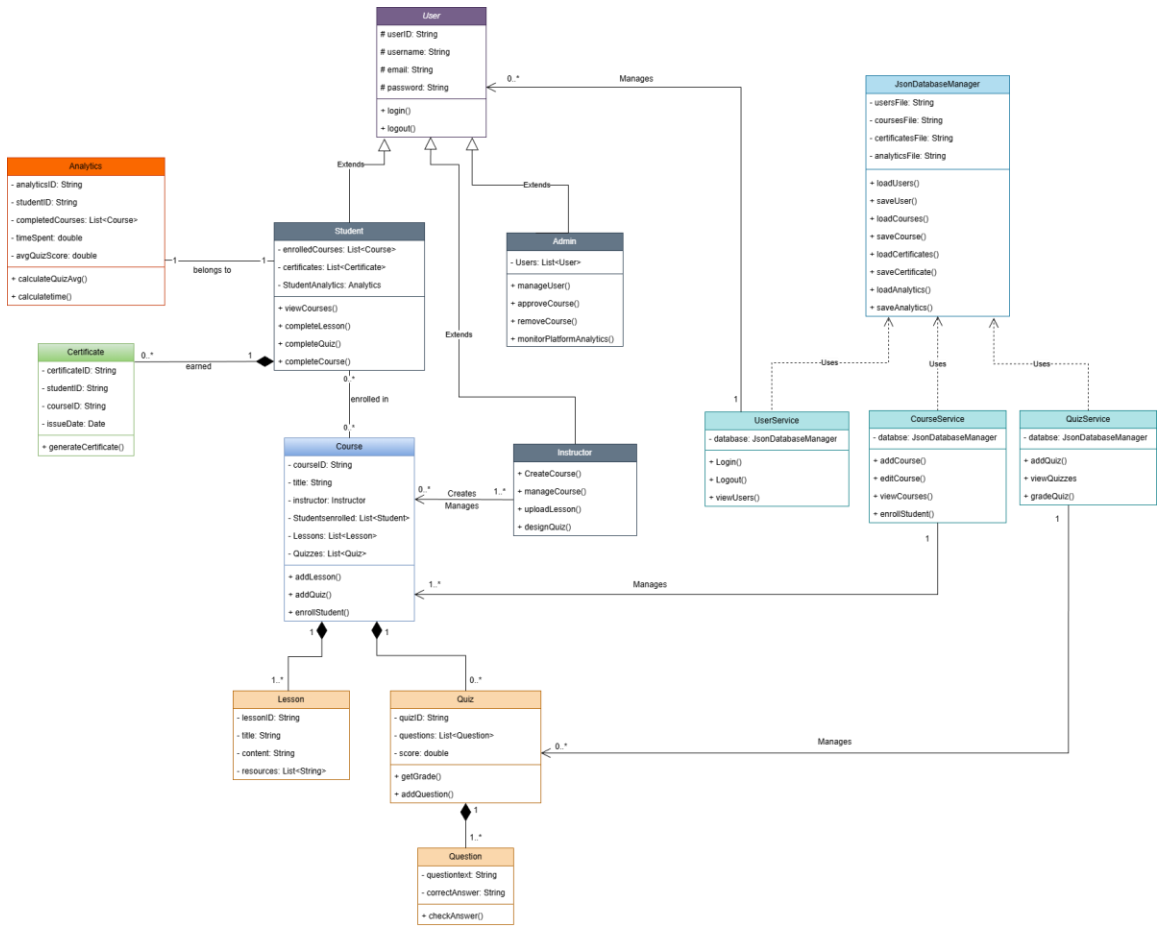 User
# userID: String
# username: String
# email: String
# password: String
+ login()
+ logout()
0..*
Manages
1
JsonDatabaseManager
- usersFile: String
- coursesFile: String
- certificatesFile: String
- analyticsFile: String
+ loadUsers()
+ saveUser()
+ loadCourses()
+ saveCourse()
+ loadCertificates()
+ saveCertificate()
+ loadAnalytics()
+ saveAnalytics()
Extends
Extends
Extends
Analytics
- analyticsID: String
- studentID: String
- completedCourses: List<Course>
- timeSpent: double
- avgQuizScore: double
+ calculateQuizAvg()
+ calculatetime()
1
belongs to
1
Student
- enrolledCourses: List<Course>
- certificates: List<Certificate>
- StudentAnalytics: Analytics
+ viewCourses()
+ completeLesson()
+ completeQuiz()
+ completeCourse()
Admin
- Users: List<User>
+ manageUser()
+ approveCourse()
+ removeCourse()
+ monitorPlatformAnalytics()
Certificate
- certificateID: String
- studentID: String
- courseID: String
- issueDate: Date
+ generateCertificate()
0..*
earned
1
0..*
enrolled in
0..*
Uses
Uses
Uses
UserService
- database: JsonDatabaseManager
+ Login()
+ Logout()
+ viewUsers()
CourseService
- databse: JsonDatabaseManager
+ addCourse()
+ editCourse()
+ viewCourses()
+ enrollStudent()
QuizService
- databse: JsonDatabaseManager
+ addQuiz()
+ viewQuizzes
+ gradeQuiz()
Course
- courseID: String
- title: String
- instructor: Instructor
- Studentsenrolled: List<Student>
- Lessons: List<Lesson>
- Quizzes: List<Quiz>
+ addLesson()
+ addQuiz()
+ enrollStudent()
0..*
Creates
Manages
1..*
Instructor
+ CreateCourse()
+ manageCourse()
+ uploadLesson()
+ designQuiz()
1..*
Manages
1
1
1
1
1..*
0..*
Lesson
- lessonID: String
- title: String
- content: String
- resources: List<String>
Quiz
- quizID: String
- questions: List<Question>
- score: double
+ getGrade()
+ addQuestion()
0..*
Manages
1
1..*
Question
- questiontext: String
- correctAnswer: String
+ checkAnswer()